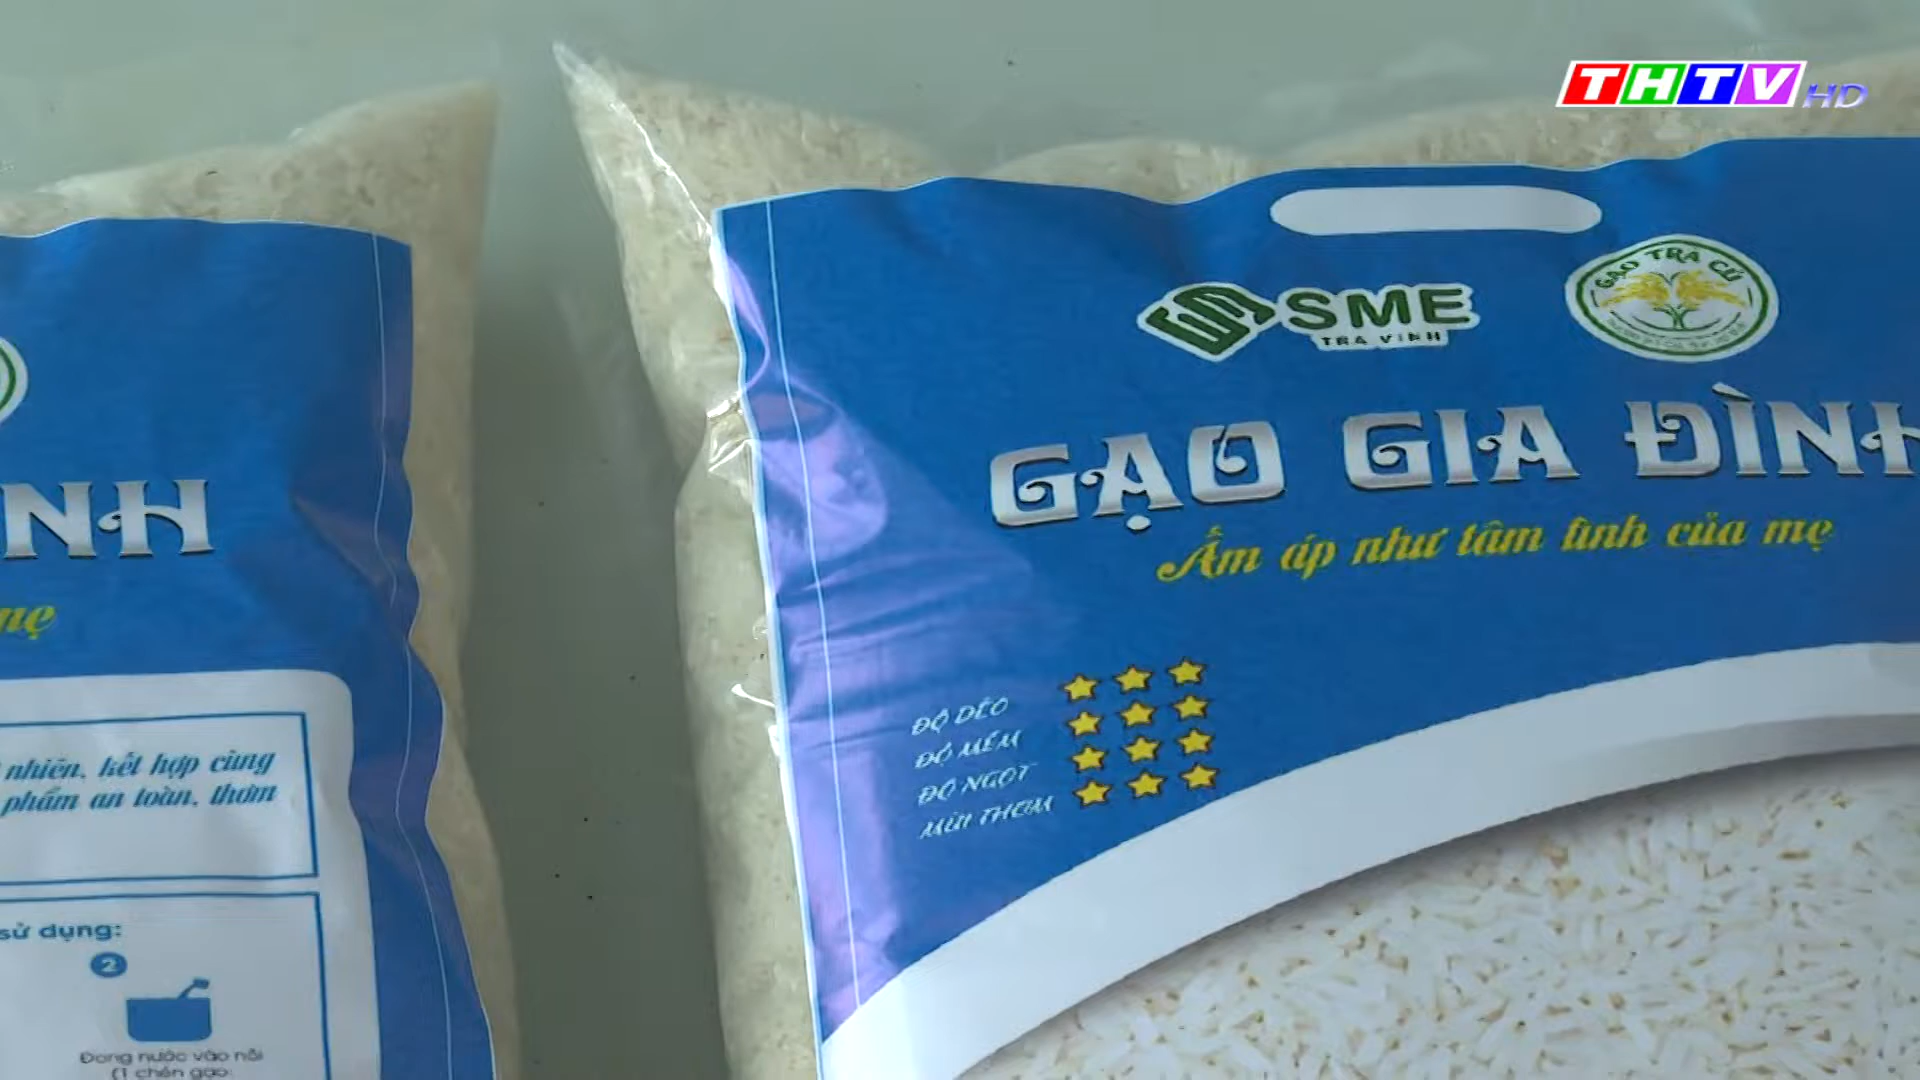 THTV HD
GẠO TRÀ CÚ
SME
TRA VINH
GẠO GIA ĐÌNH
Ấm áp như tâm tình của mẹ
ĐỘ DẺO
ĐỘ MỀM
ĐỘ NGỌT
MÙI THƠM
NH
mẹ
nhiên, kết hợp cùng
phẩm an toàn, thơm
sử dụng:
2
Đong nước vào nồi
(1 chén gạo: